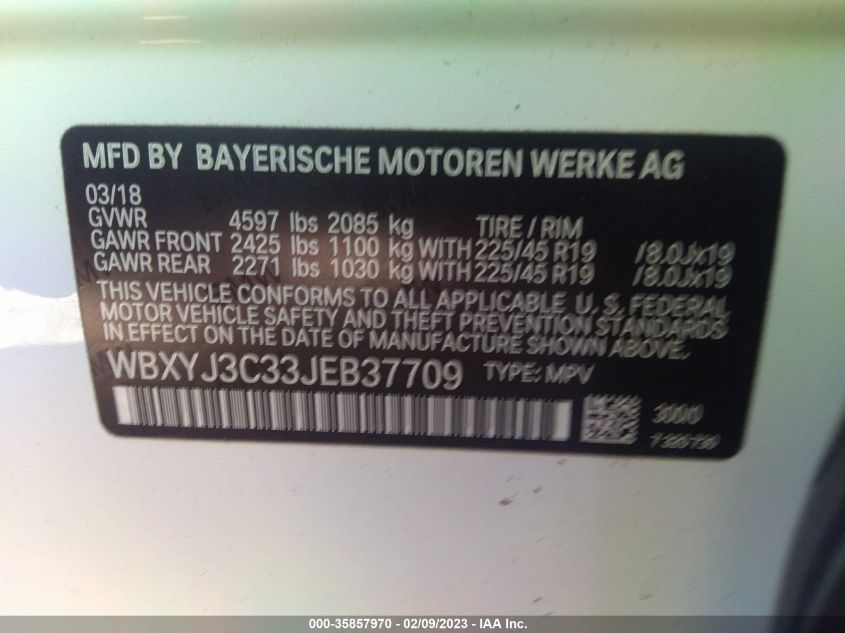 MFD BY BAYERISCHE MOTOREN WERKE AG
03/18
GVWR 4597 lbs 2085 kg TIRE / RIM
GAWR FRONT 2425 lbs 1100 kg WITH 225/45 R19 /8.0Jx19
GAWR REAR 2271 lbs 1030 kg WITH 225/45 R19 /8.0Jx19
THIS VEHICLE CONFORMS TO ALL APPLICABLE U. S. FEDERAL
MOTOR VEHICLE SAFETY AND THEFT PREVENTION STANDARDS
IN EFFECT ON THE DATE OF MANUFACTURE SHOWN ABOVE.
WBXYJ3C33JEB37709 TYPE: MPV
000-35857970 - 02/09/2023 - IAA Inc.